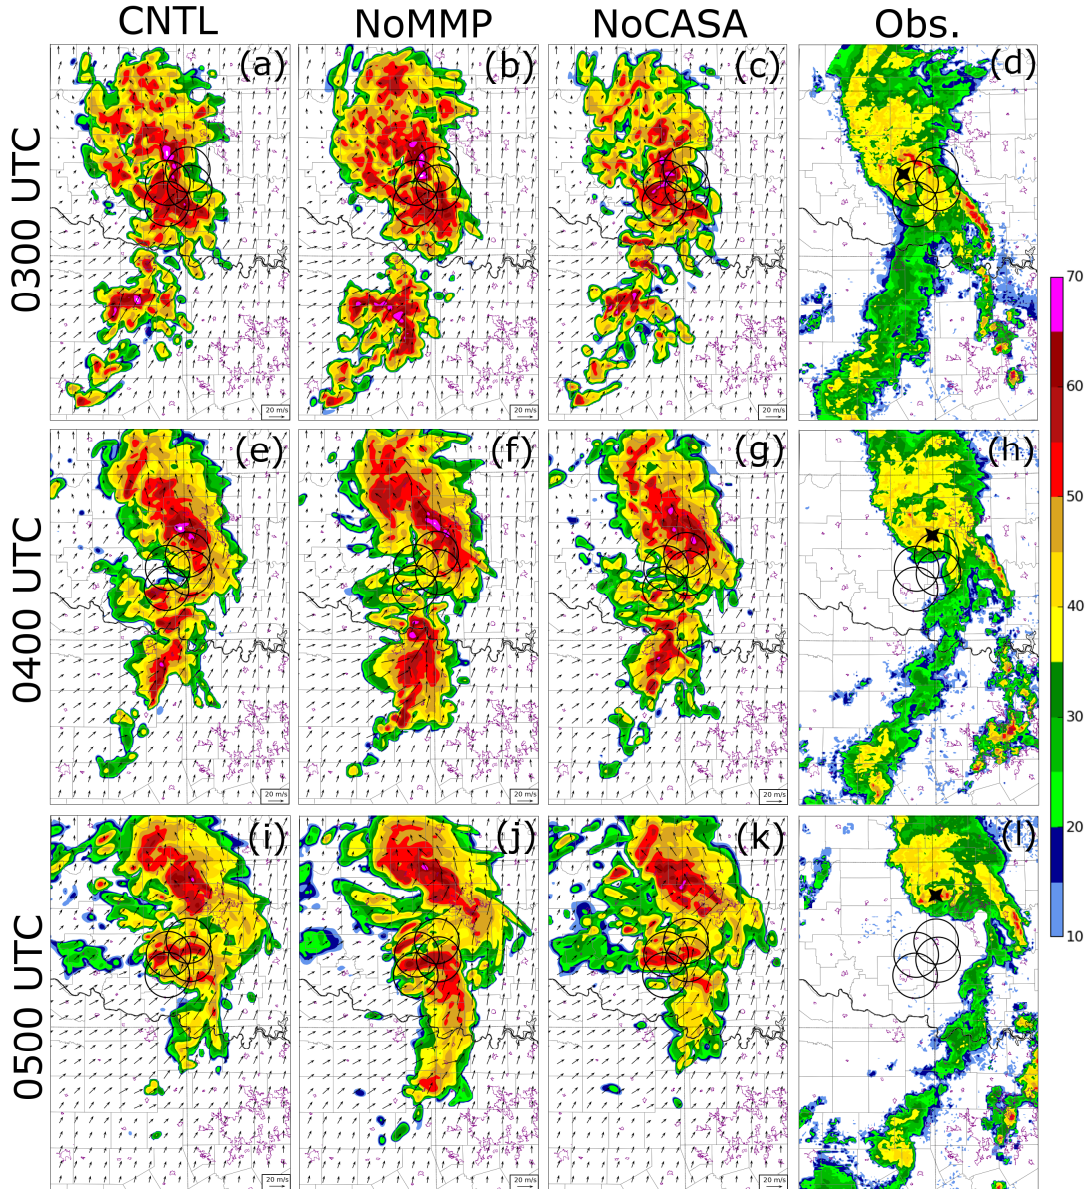 CNTL NoMMP NoCASA Obs.
0300 UTC
(a) (b) (c) (d)
20 m/s 20 m/s 20 m/s
0400 UTC
(e) (f) (g) (h)
20 m/s 20 m/s 20 m/s
0500 UTC
(i) (j) (k) (l)
20 m/s 20 m/s 20 m/s
70
60
50
40
30
20
10